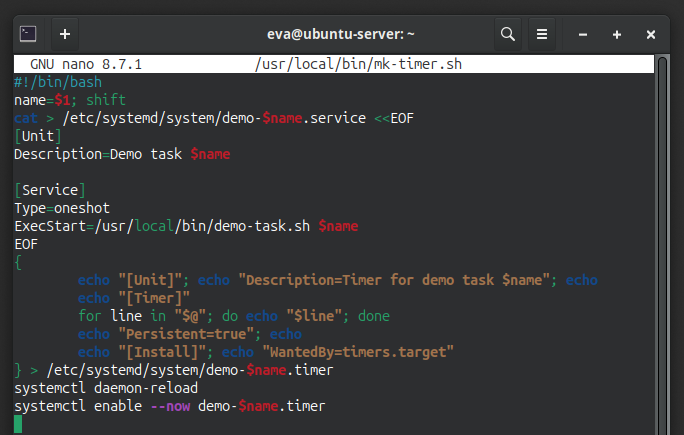 eva@ubuntu-server: ~
GNU nano 8.7.1 /usr/local/bin/mk-timer.sh
#!/bin/bash
name=$1; shift
cat > /etc/systemd/system/demo-$name.service <<EOF
[Unit]
Description=Demo task $name

[Service]
Type=oneshot
ExecStart=/usr/local/bin/demo-task.sh $name
EOF
{
        echo "[Unit]"; echo "Description=Timer for demo task $name"; echo
        echo "[Timer]"
        for line in "$@"; do echo "$line"; done
        echo "Persistent=true"; echo
        echo "[Install]"; echo "WantedBy=timers.target"
} > /etc/systemd/system/demo-$name.timer
systemctl daemon-reload
systemctl enable --now demo-$name.timer